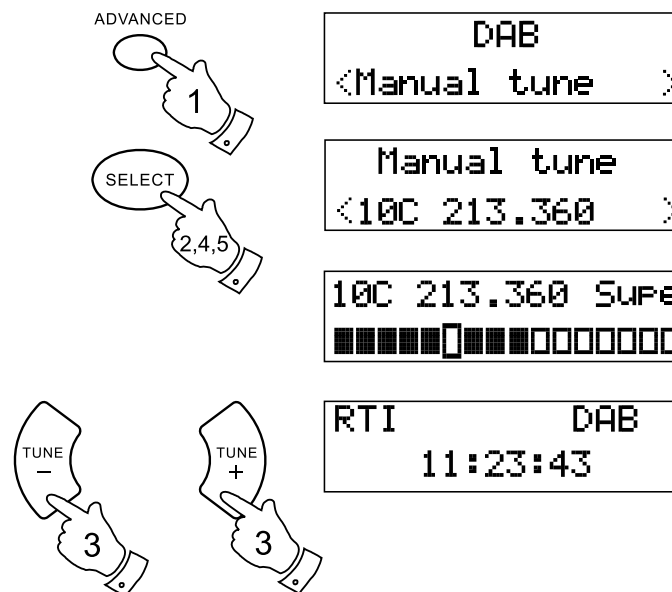 ADVANCED
1
SELECT
2,4,5
TUNE
−
3
TUNE
+
3
DAB
<Manual tune >
Manual tune
<10C 213.360 >
10C 213.360 Supe
RTI DAB
11:23:43